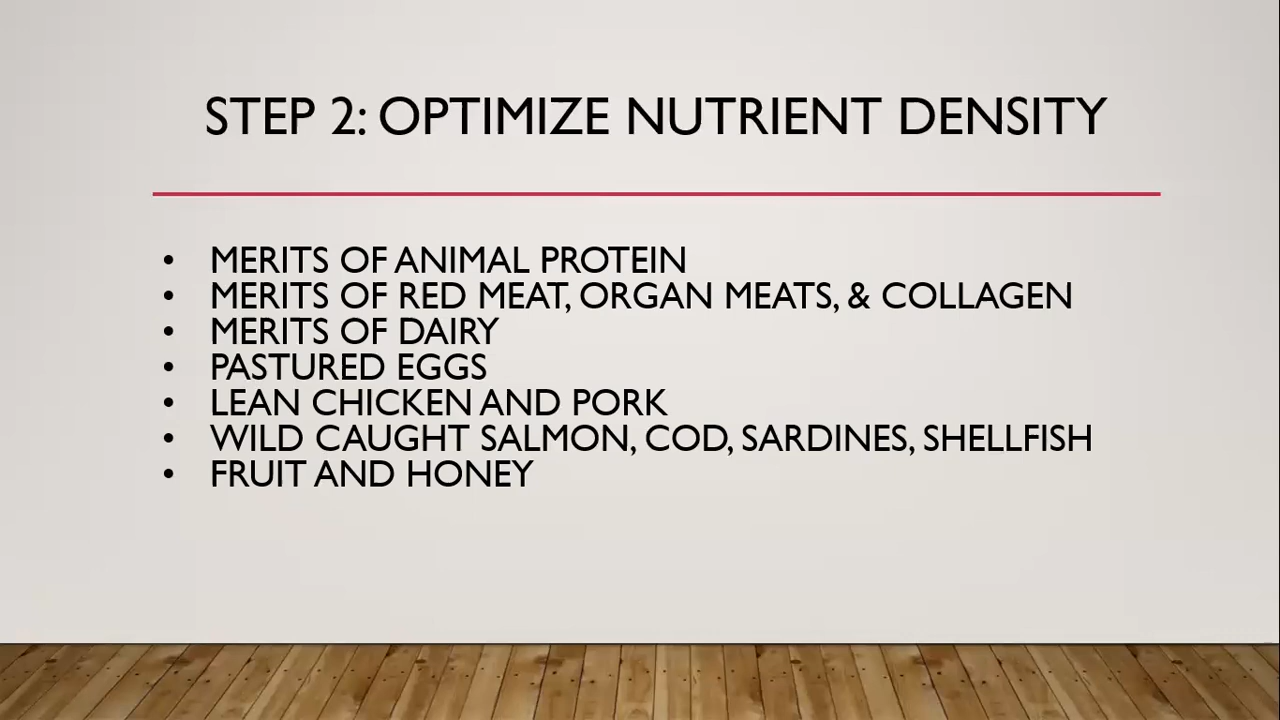 STEP 2: OPTIMIZE NUTRIENT DENSITY
• MERITS OF ANIMAL PROTEIN
• MERITS OF RED MEAT, ORGAN MEATS, & COLLAGEN
• MERITS OF DAIRY
• PASTURED EGGS
• LEAN CHICKEN AND PORK
• WILD CAUGHT SALMON, COD, SARDINES, SHELLFISH
• FRUIT AND HONEY